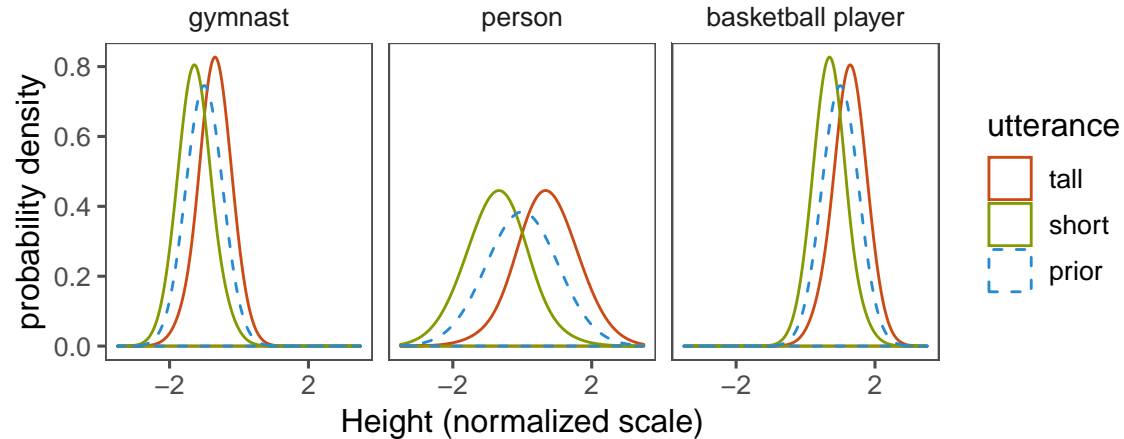 gymnast person basketball player
probability density
0.8
0.6
0.4
0.2
0.0
−2 2 −2 2 −2 2
Height (normalized scale)
utterance
tall
short
prior